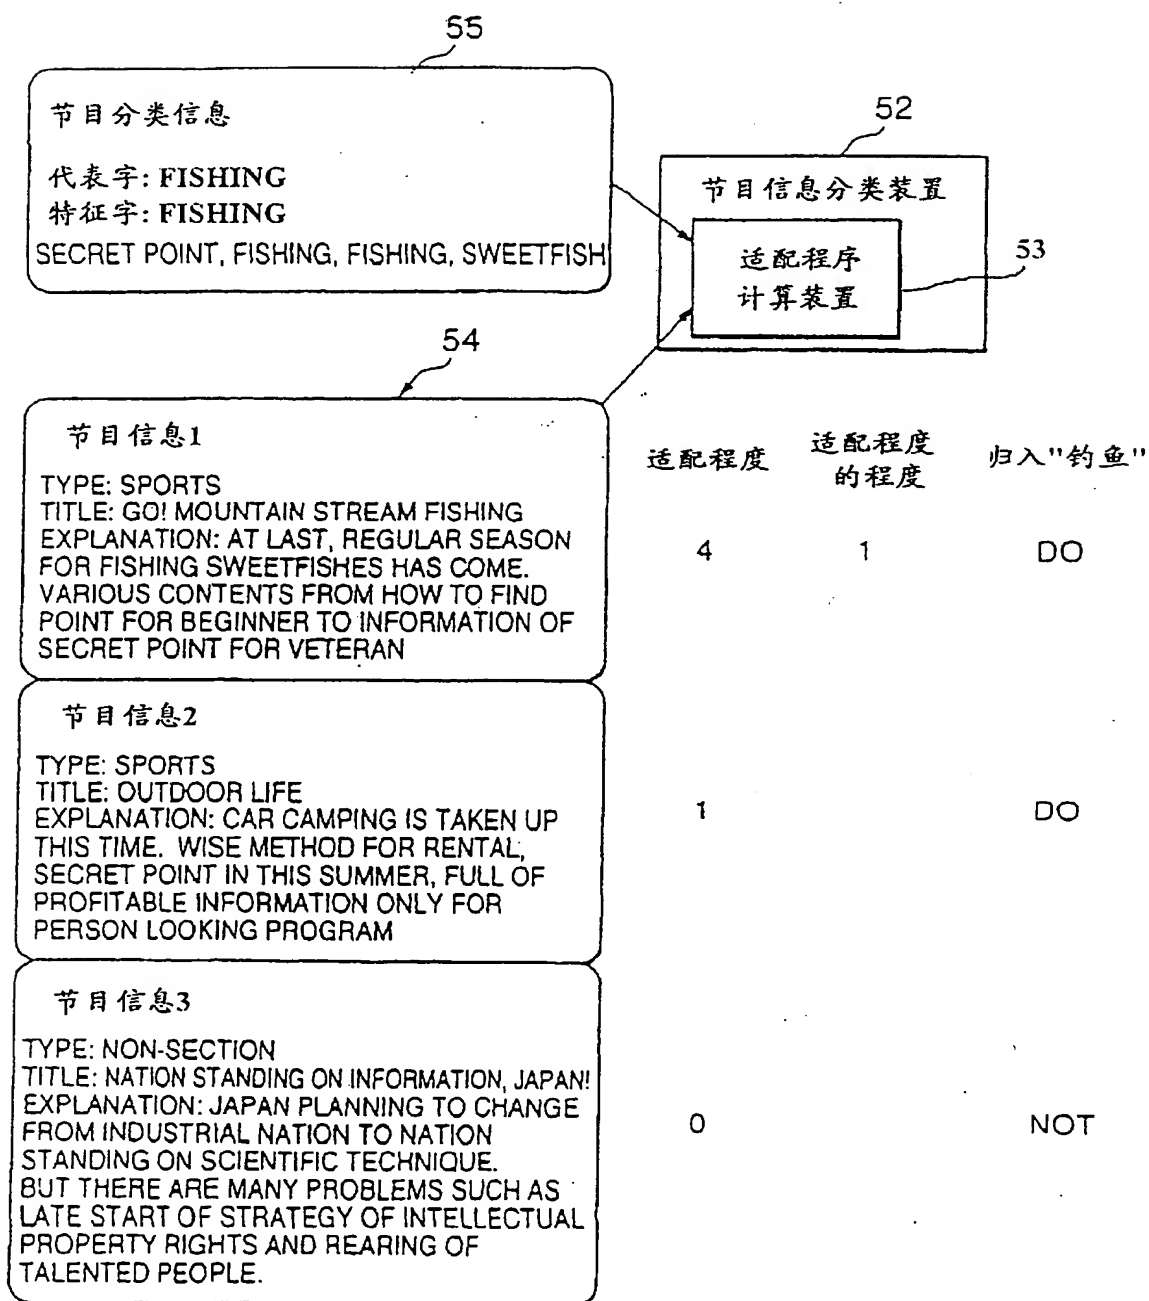 55
节目分类信息
代表字: FISHING
特征字: FISHING
SECRET POINT, FISHING, FISHING, SWEETFISH
52
节目信息分类装置
适配程序
计算装置
53
54
节目信息1
TYPE: SPORTS
TITLE: GO! MOUNTAIN STREAM FISHING
EXPLANATION: AT LAST, REGULAR SEASON
FOR FISHING SWEETFISHES HAS COME.
VARIOUS CONTENTS FROM HOW TO FIND
POINT FOR BEGINNER TO INFORMATION OF
SECRET POINT FOR VETERAN
适配程度
适配程度
的程度
归入"钓鱼"
4 1 DO
节目信息2
TYPE: SPORTS
TITLE: OUTDOOR LIFE
EXPLANATION: CAR CAMPING IS TAKEN UP
THIS TIME. WISE METHOD FOR RENTAL,
SECRET POINT IN THIS SUMMER, FULL OF
PROFITABLE INFORMATION ONLY FOR
PERSON LOOKING PROGRAM
1 DO
节目信息3
TYPE: NON-SECTION
TITLE: NATION STANDING ON INFORMATION, JAPAN!
EXPLANATION: JAPAN PLANNING TO CHANGE
FROM INDUSTRIAL NATION TO NATION
STANDING ON SCIENTIFIC TECHNIQUE.
BUT THERE ARE MANY PROBLEMS SUCH AS
LATE START OF STRATEGY OF INTELLECTUAL
PROPERTY RIGHTS AND REARING OF
TALENTED PEOPLE.
0 NOT